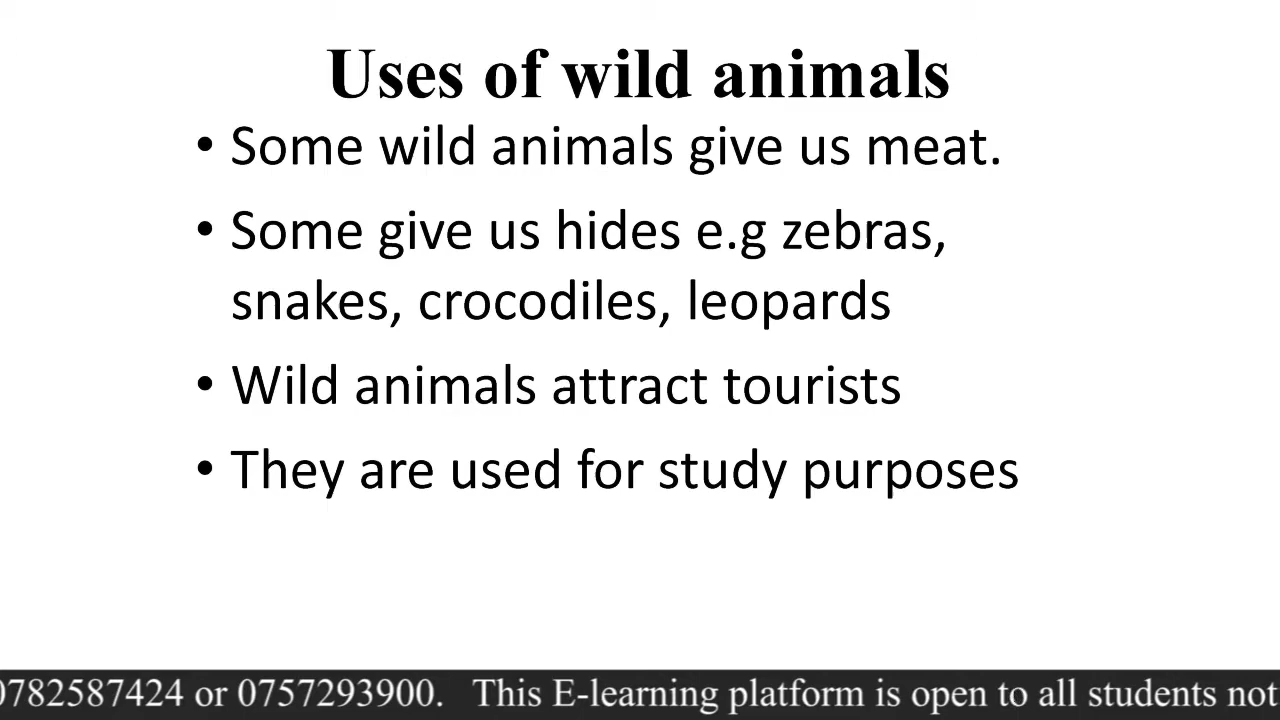 Uses of wild animals
• Some wild animals give us meat.
• Some give us hides e.g zebras,
snakes, crocodiles, leopards
• Wild animals attract tourists
• They are used for study purposes
0782587424 or 0757293900. This E-learning platform is open to all students not